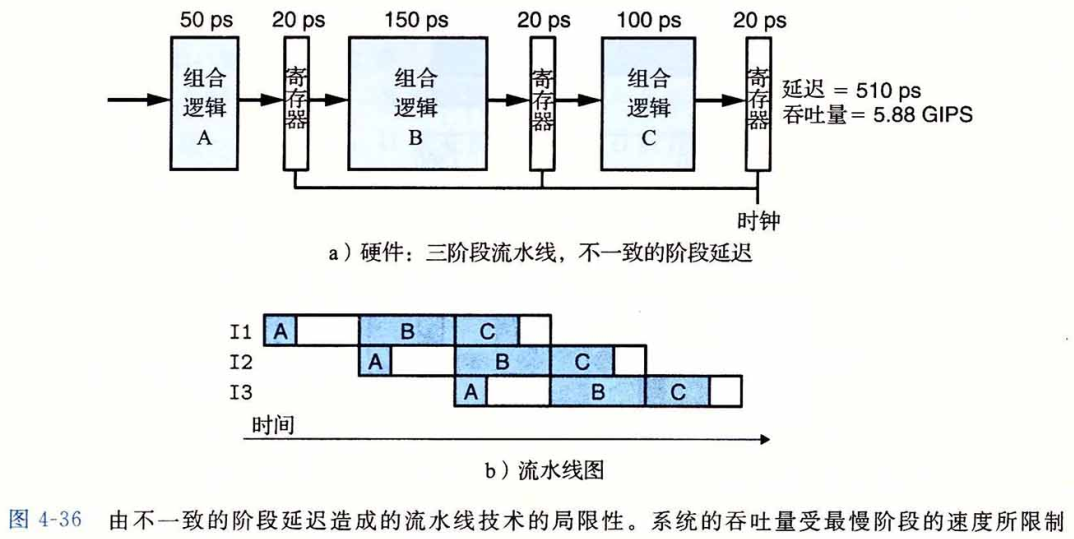 50 ps 20 ps 150 ps 20 ps 100 ps 20 ps
组合
逻辑
A
寄存器
组合
逻辑
B
寄存器
组合
逻辑
C
寄存器
延迟 = 510 ps
吞吐量 = 5.88 GIPS
时钟
a）硬件：三阶段流水线，不一致的阶段延迟
I1 A B C
I2 A B C
I3 A B C
时间
b）流水线图
图 4-36 由不一致的阶段延迟造成的流水线技术的局限性。系统的吞吐量受最慢阶段的速度所限制